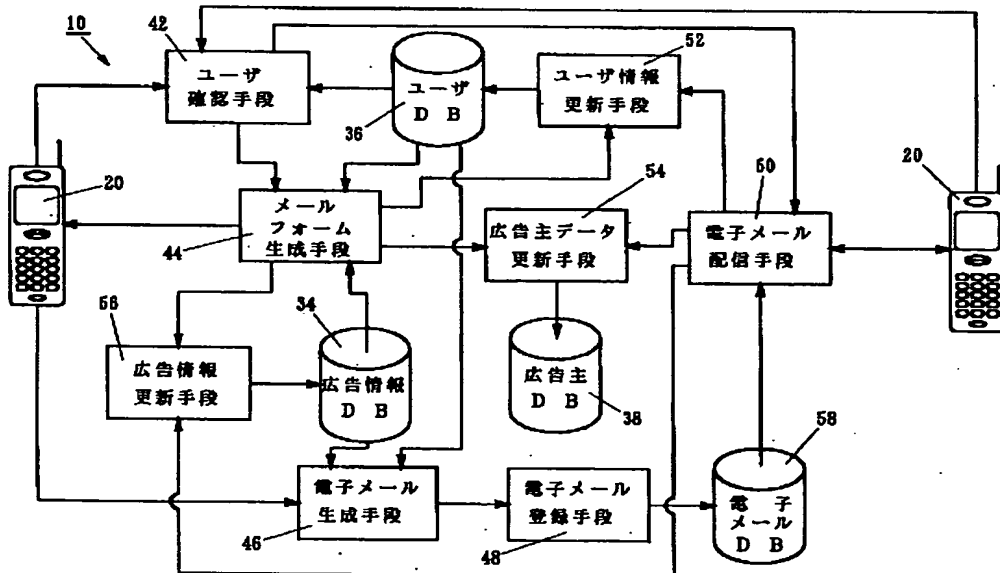 10
42
ユーザ
確認手段
ユーザ
D B
36
52
ユーザ情報
更新手段
20
20
メール
フォーム
生成手段
44
54
広告主データ
更新手段
50
電子メール
配信手段
56
広告情報
更新手段
34
広告情報
D B
広告主
D B
38
58
電子
メール
D B
電子メール
生成手段
46
電子メール
登録手段
48